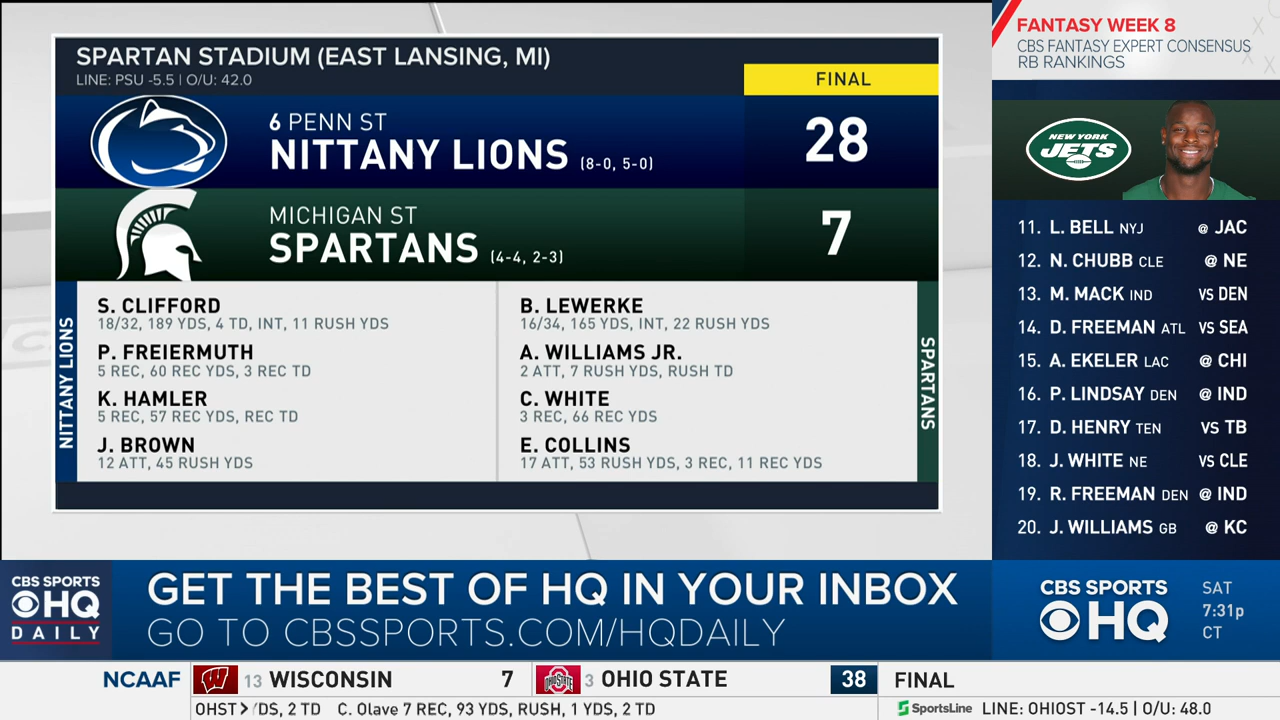 SPARTAN STADIUM (EAST LANSING, MI)
LINE: PSU -5.5 | O/U: 42.0
FINAL
6 PENN ST
NITTANY LIONS (8-0, 5-0)
28
MICHIGAN ST
SPARTANS (4-4, 2-3)
7
NITTANY LIONS
S. CLIFFORD
18/32, 189 YDS, 4 TD, INT, 11 RUSH YDS
P. FREIERMUTH
5 REC, 60 REC YDS, 3 REC TD
K. HAMLER
5 REC, 57 REC YDS, REC TD
J. BROWN
12 ATT, 45 RUSH YDS
B. LEWERKE
16/34, 165 YDS, INT, 22 RUSH YDS
A. WILLIAMS JR.
2 ATT, 7 RUSH YDS, RUSH TD
C. WHITE
3 REC, 66 REC YDS
E. COLLINS
17 ATT, 53 RUSH YDS, 3 REC, 11 REC YDS
SPARTANS
FANTASY WEEK 8
CBS FANTASY EXPERT CONSENSUS
RB RANKINGS
NEW YORK
JETS
11. L. BELL NYJ @ JAC
12. N. CHUBB CLE @ NE
13. M. MACK IND VS DEN
14. D. FREEMAN ATL VS SEA
15. A. EKELER LAC @ CHI
16. P. LINDSAY DEN @ IND
17. D. HENRY TEN VS TB
18. J. WHITE NE VS CLE
19. R. FREEMAN DEN @ IND
20. J. WILLIAMS GB @ KC
CBS SPORTS
HQ
DAILY
GET THE BEST OF HQ IN YOUR INBOX
GO TO CBSSPORTS.COM/HQDAILY
CBS SPORTS
HQ
SAT
7:31p
CT
NCAAF
W
13 WISCONSIN 7
OHIO STATE
3 OHIO STATE 38
FINAL
OHST > YDS, 2 TD C. Olave 7 REC, 93 YDS, RUSH, 1 YDS, 2 TD
SportsLine LINE: OHIOST -14.5 | O/U: 48.0